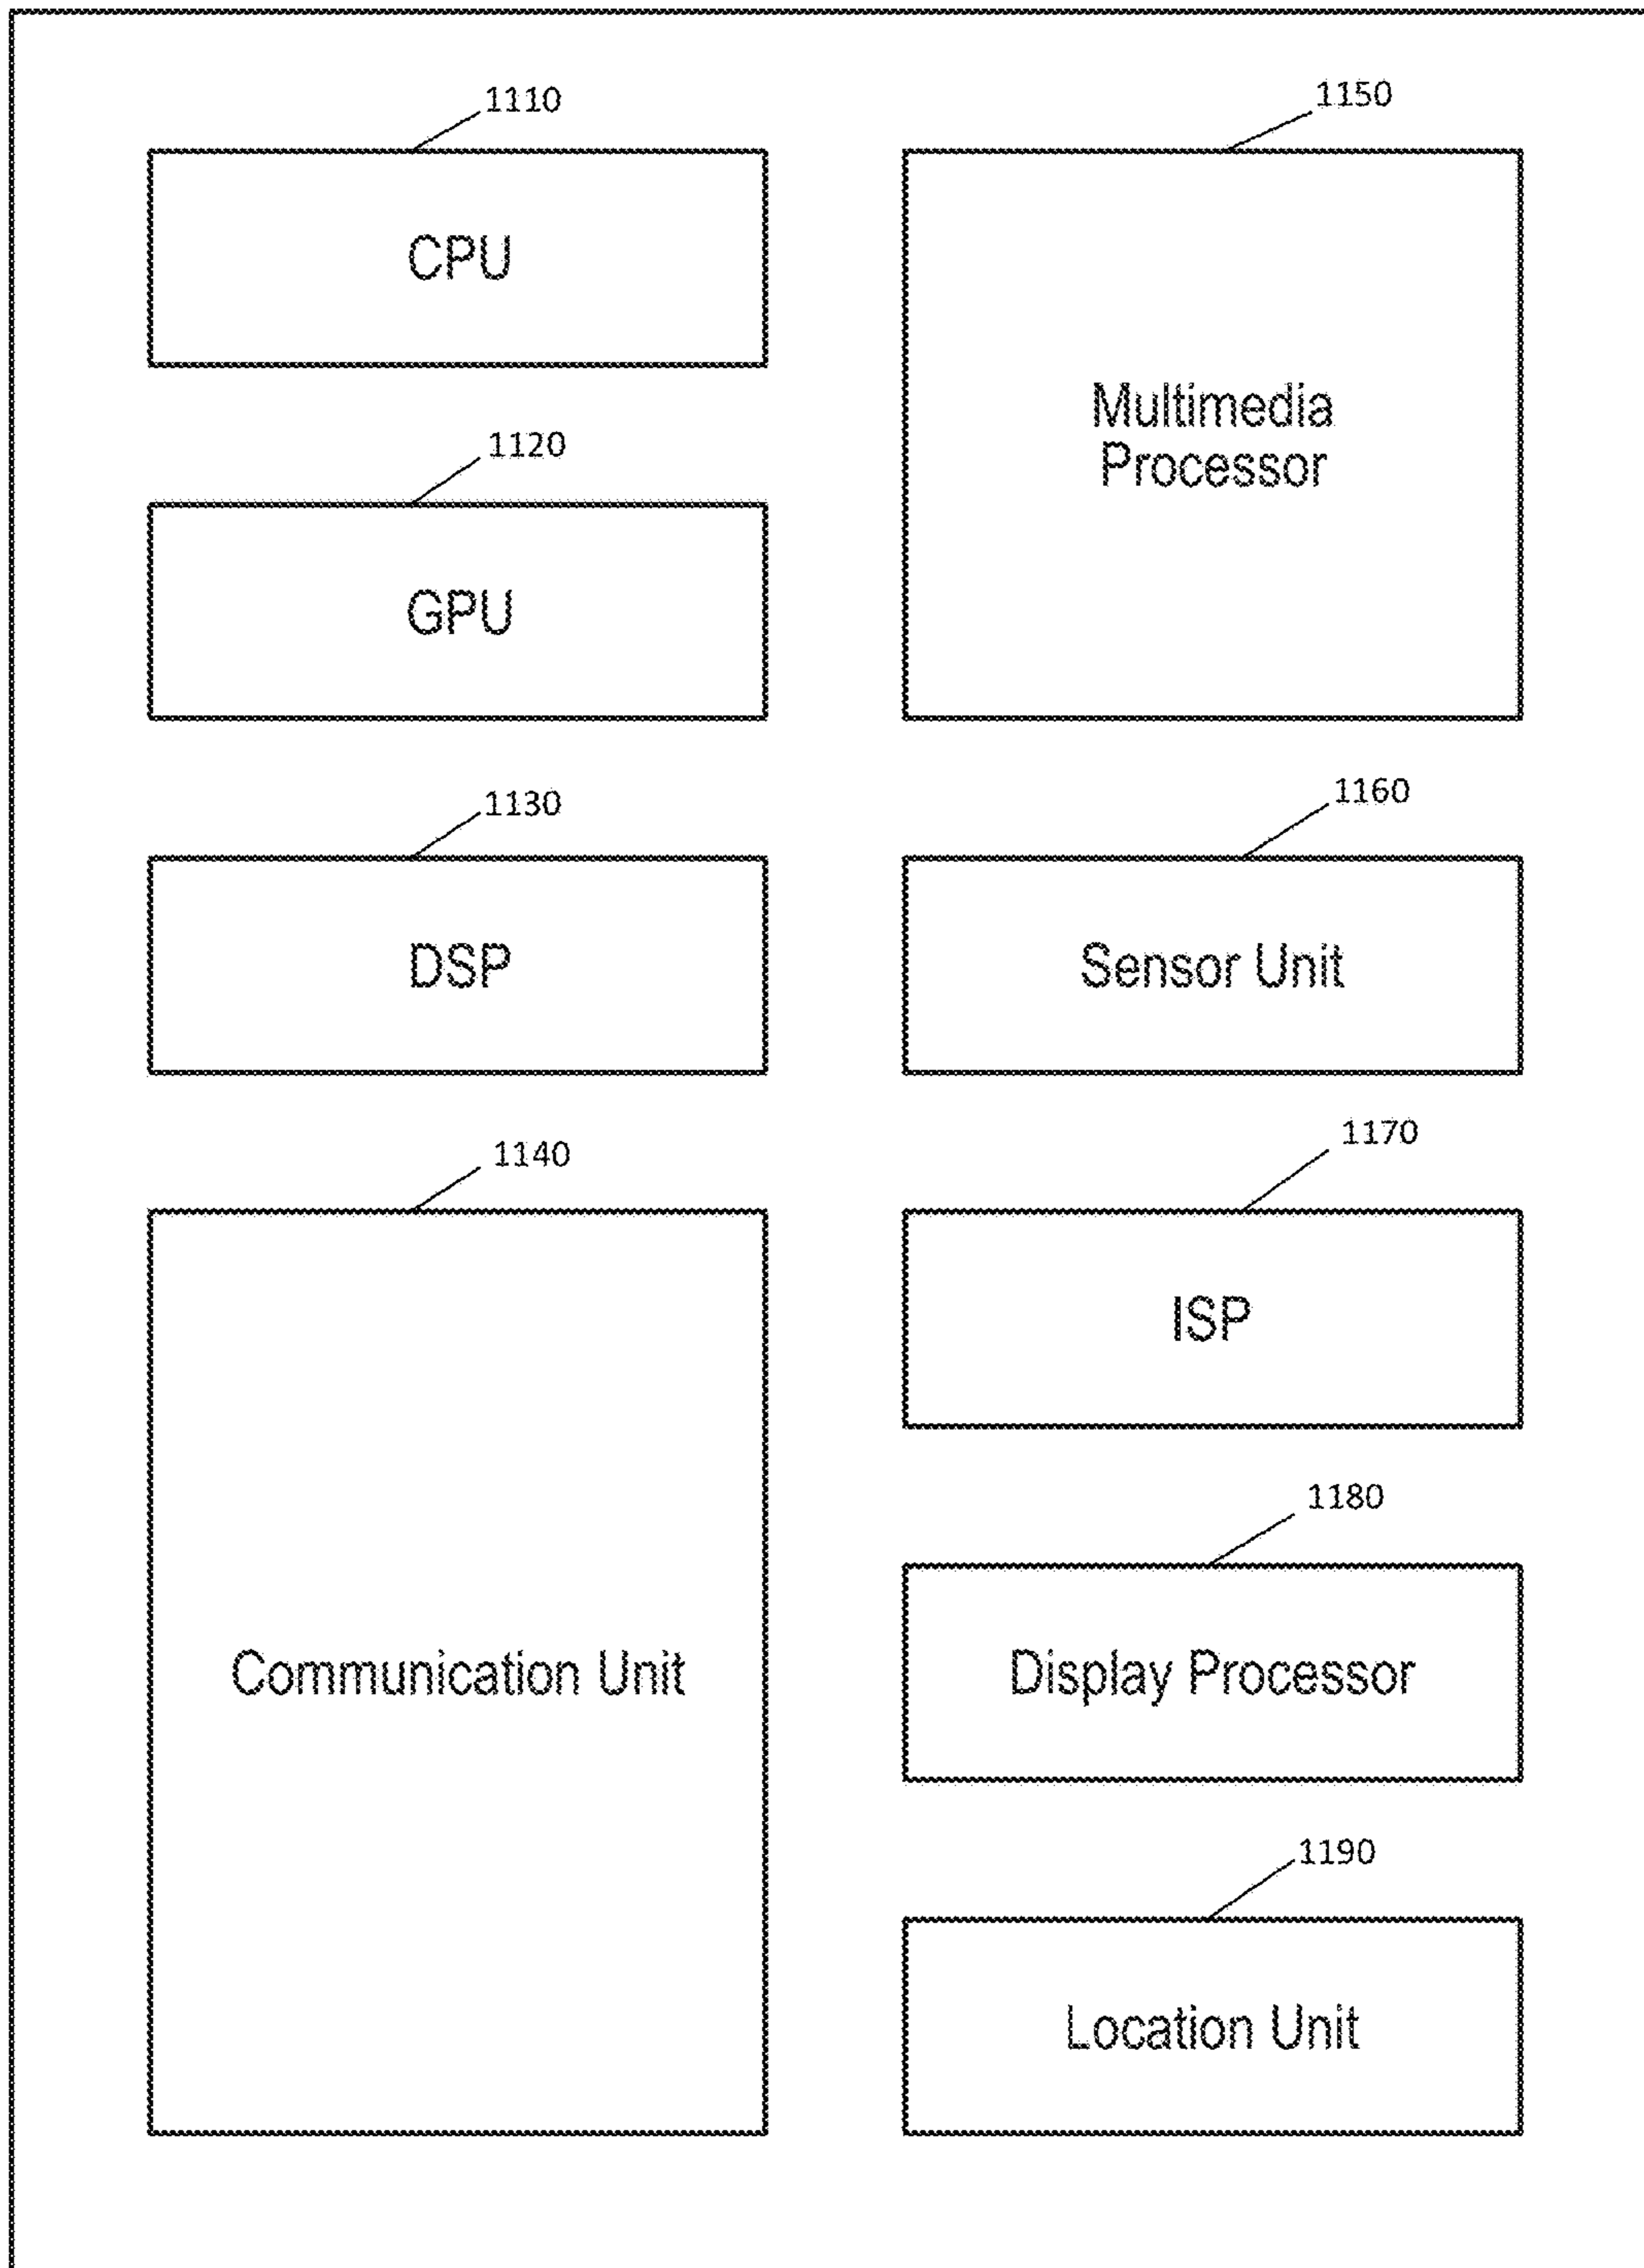 1110
CPU
1120
GPU
1130
DSP
1140
Communication Unit
1150
Multimedia
Processor
1160
Sensor Unit
1170
ISP
1180
Display Processor
1190
Location Unit